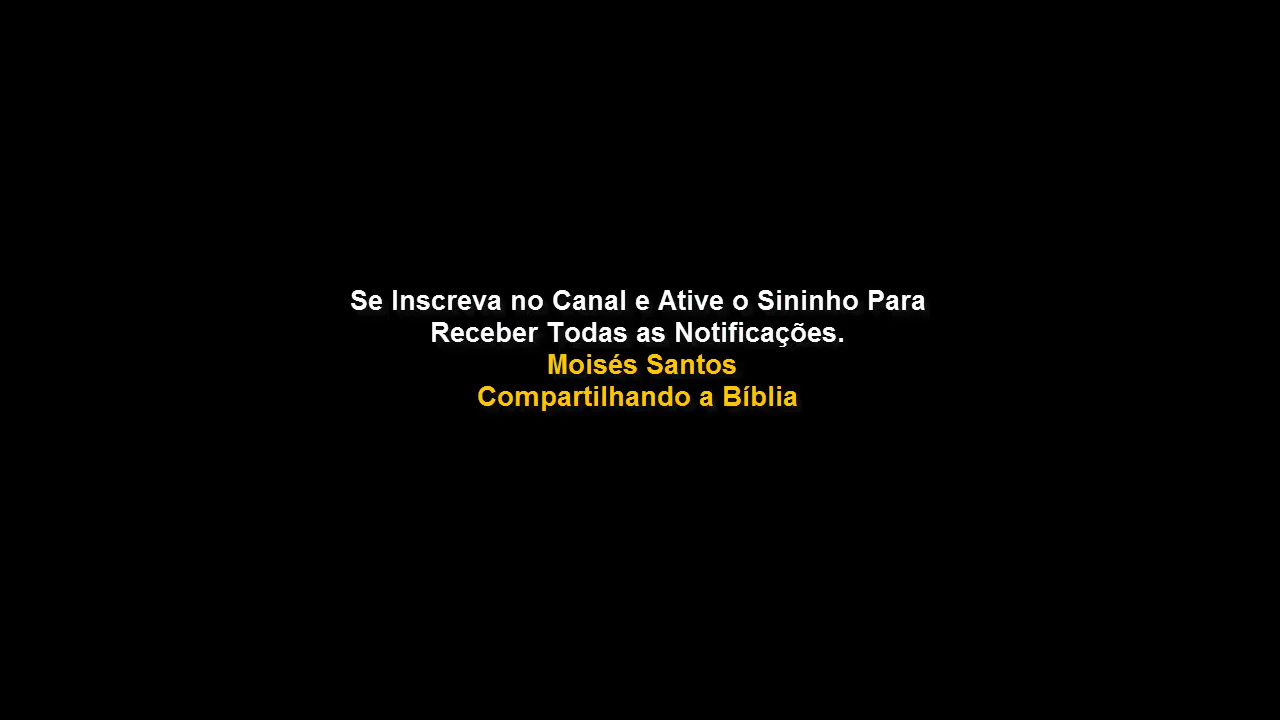 Se Inscreva no Canal e Ative o Sininho Para
Receber Todas as Notificações.
Moisés Santos
Compartilhando a Bíblia